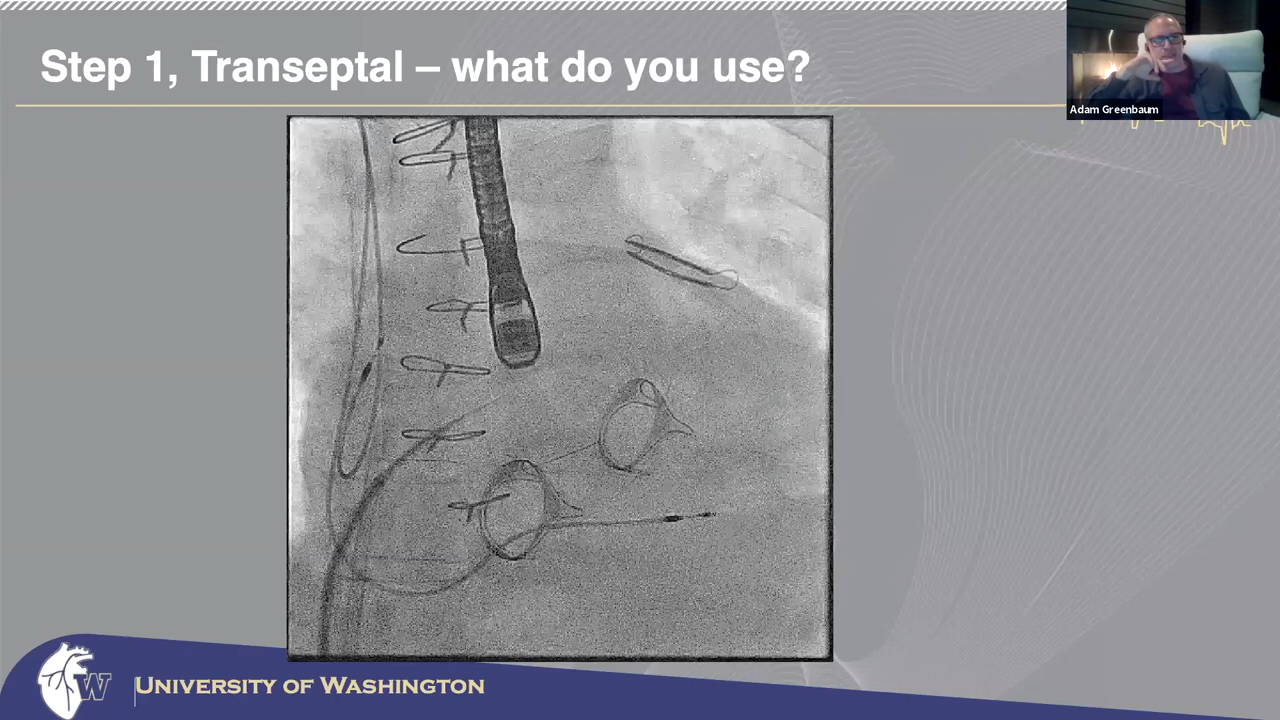 Step 1, Transeptal – what do you use?
Adam Greenbaum
W
UNIVERSITY OF WASHINGTON